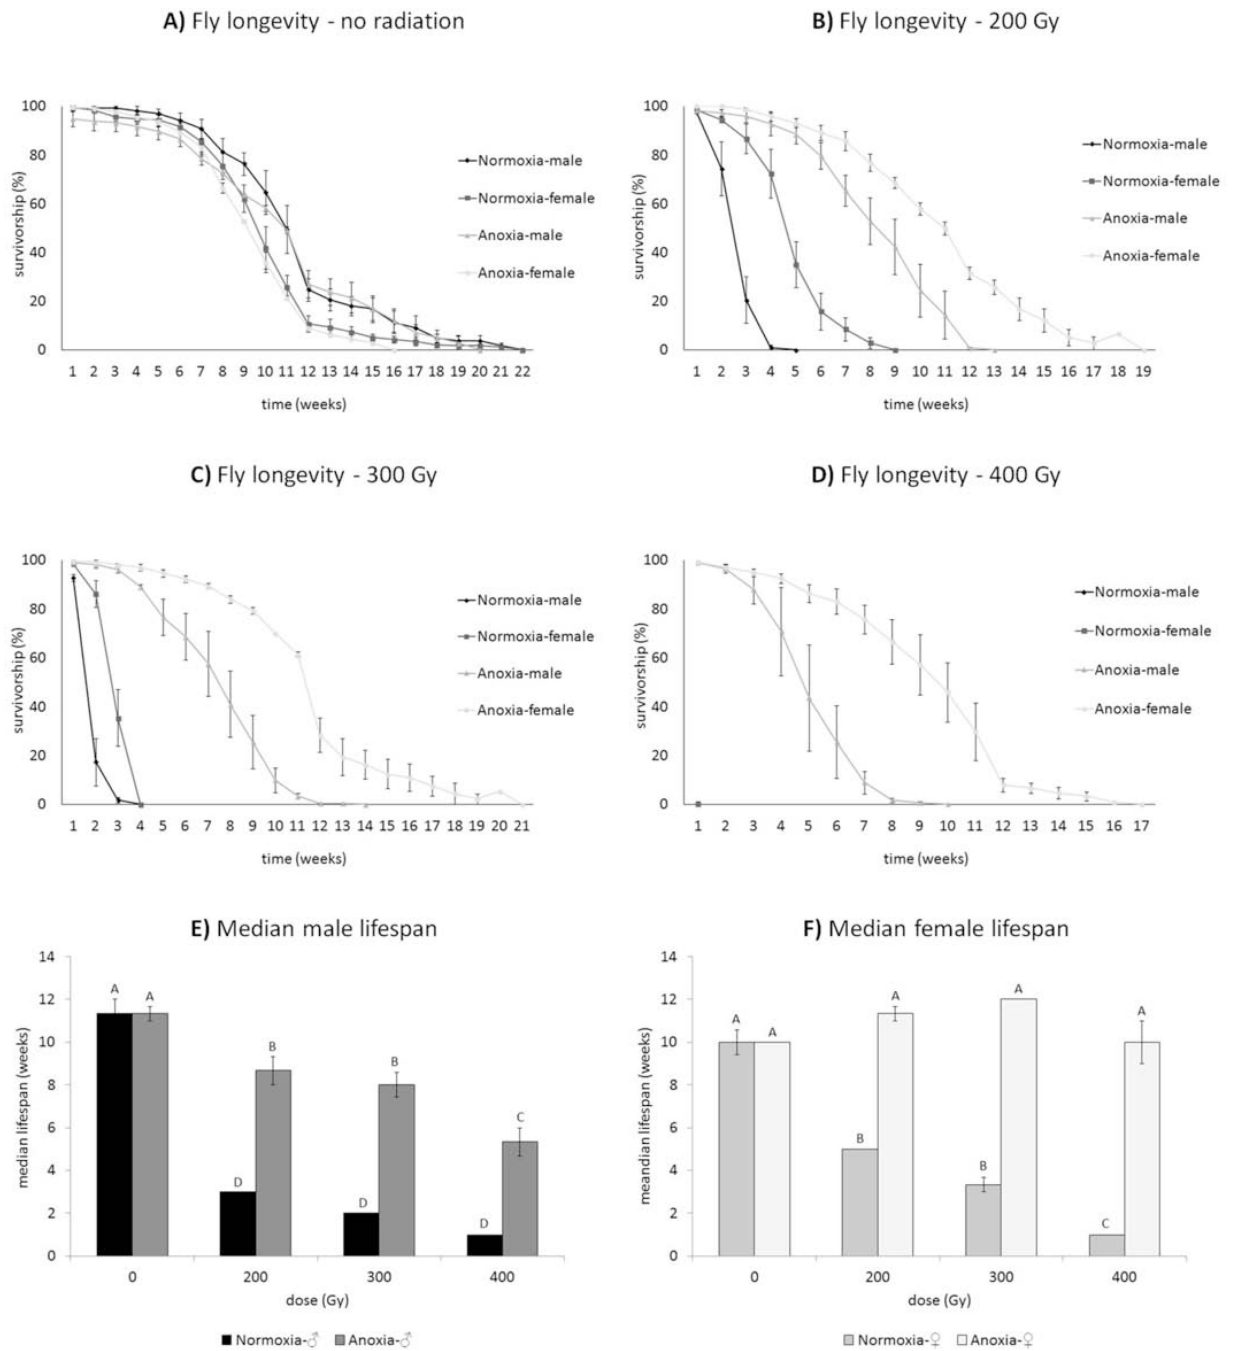 A) Fly longevity - no radiation
100
80
60
40
20
0
survivorship (%)
1 2 3 4 5 6 7 8 9 10 11 12 13 14 15 16 17 18 19 20 21 22
time (weeks)
Normoxia-male
Normoxia-female
Anoxia-male
Anoxia-female
B) Fly longevity - 200 Gy
100
80
60
40
20
0
survivorship (%)
1 2 3 4 5 6 7 8 9 10 11 12 13 14 15 16 17 18 19
time (weeks)
Normoxia-male
Normoxia-female
Anoxia-male
Anoxia-female
C) Fly longevity - 300 Gy
100
80
60
40
20
0
survivorship (%)
1 2 3 4 5 6 7 8 9 10 11 12 13 14 15 16 17 18 19 20 21
time (weeks)
Normoxia-male
Normoxia-female
Anoxia-male
Anoxia-female
D) Fly longevity - 400 Gy
100
80
60
40
20
0
survivorship (%)
1 2 3 4 5 6 7 8 9 10 11 12 13 14 15 16 17
time (weeks)
Normoxia-male
Normoxia-female
Anoxia-male
Anoxia-female
E) Median male lifespan
14
12
10
8
6
4
2
0
median lifespan (weeks)
A A
D B
D B
D C
0 200 300 400
dose (Gy)
Normoxia-♂ Anoxia-♂
F) Median female lifespan
14
12
10
8
6
4
2
0
meandian lifespan (weeks)
A A
B A
B A
C A
0 200 300 400
dose (Gy)
Normoxia-♀ Anoxia-♀